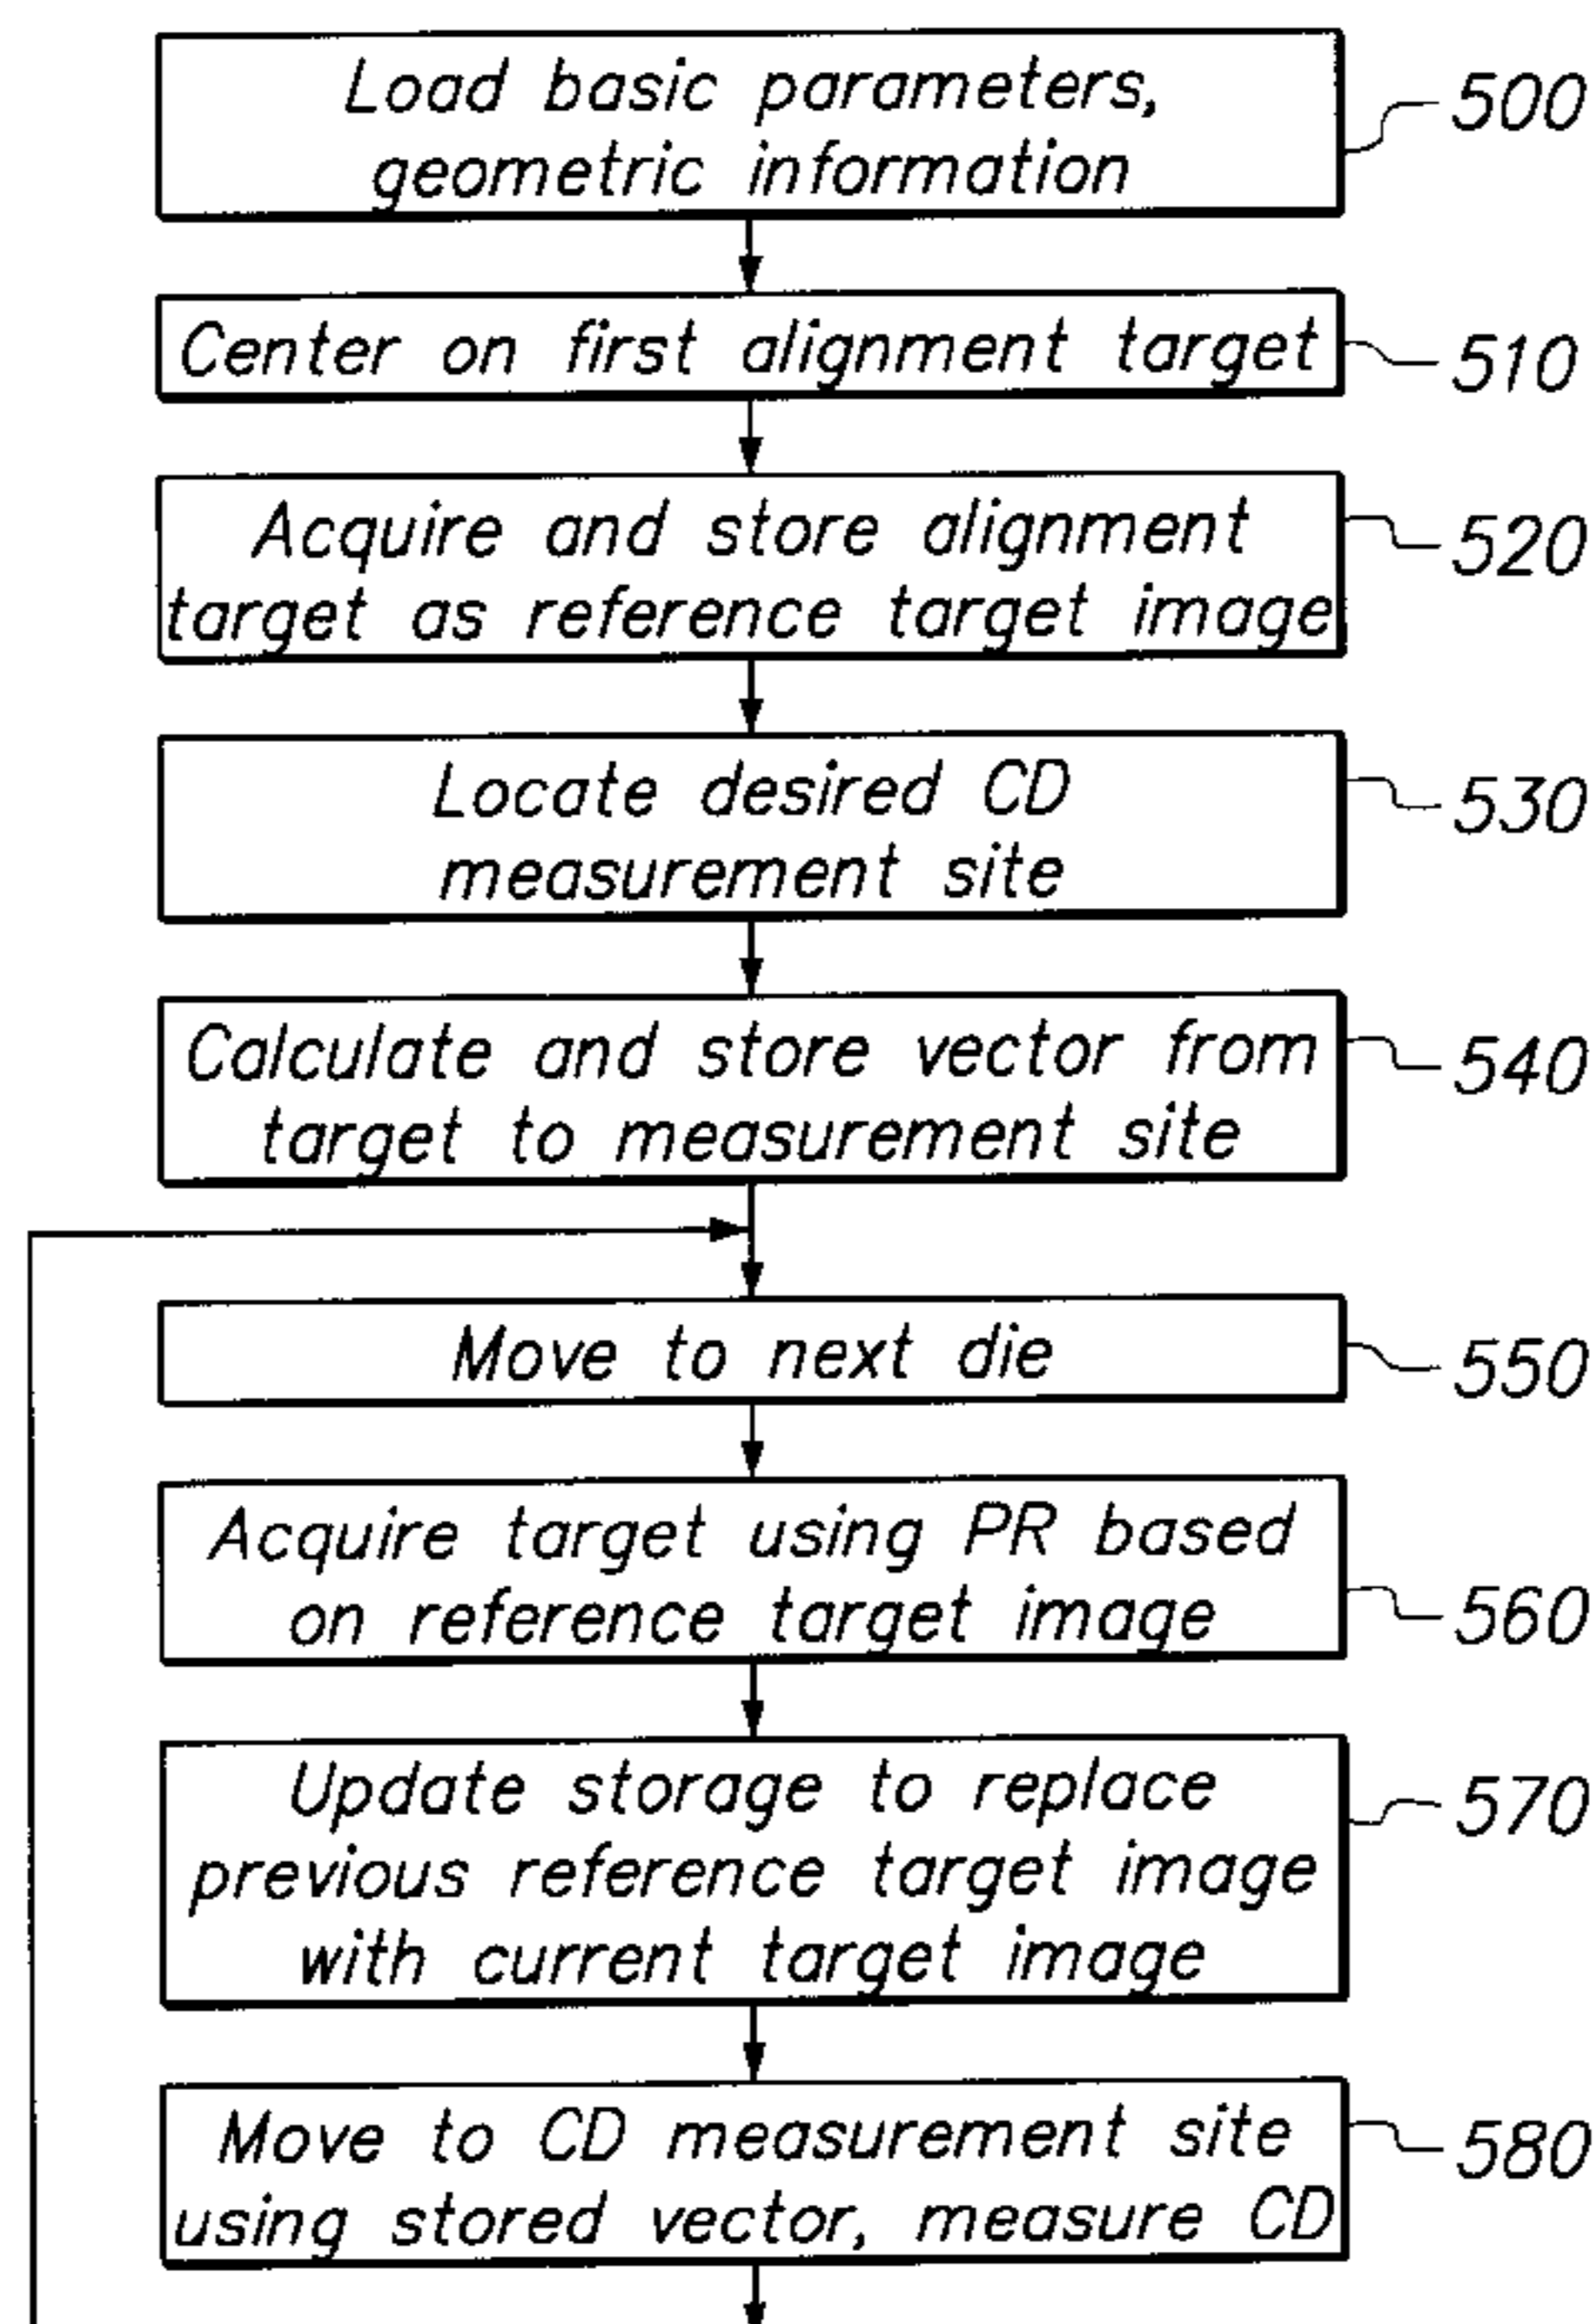 Load basic parameters,
geometric information
500
Center on first alignment target
510
Acquire and store alignment
target as reference target image
520
Locate desired CD
measurement site
530
Calculate and store vector from
target to measurement site
540
Move to next die
550
Acquire target using PR based
on reference target image
560
Update storage to replace
previous reference target image
with current target image
570
Move to CD measurement site
using stored vector, measure CD
580